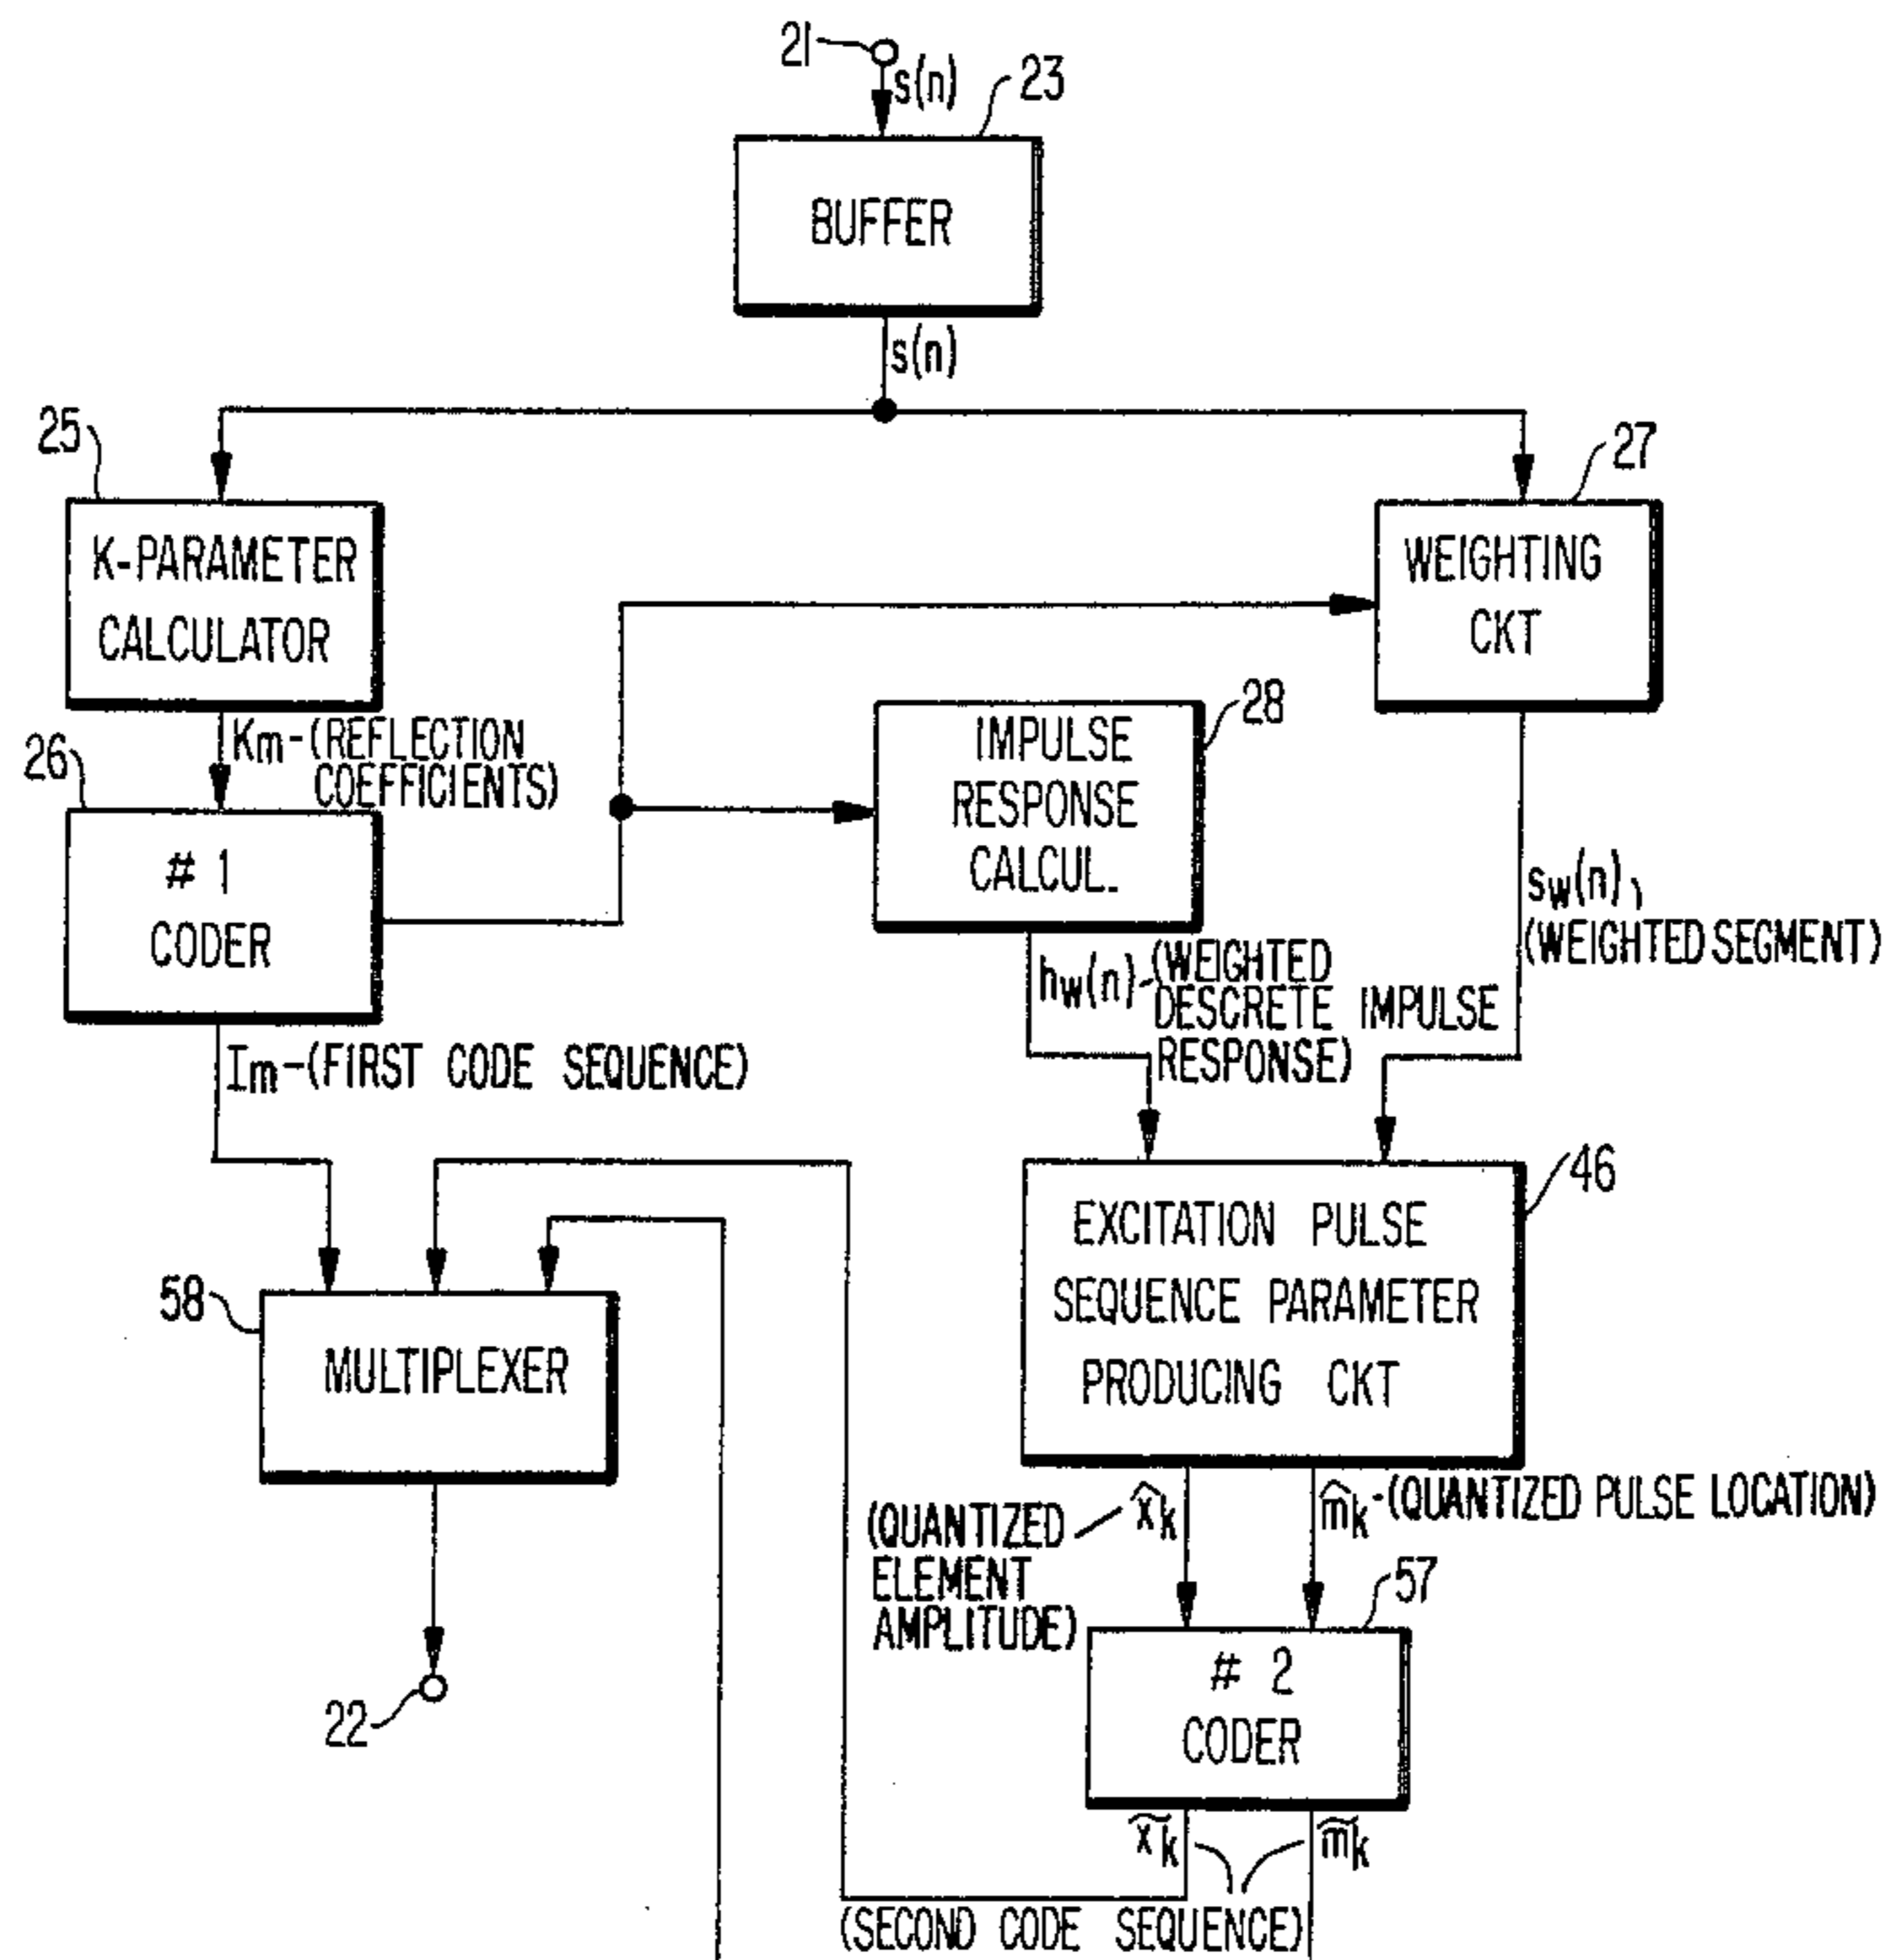 21
s(n)
23
BUFFER
s(n)
25
27
K-PARAMETER
CALCULATOR
WEIGHTING
CKT
Km-(REFLECTION
COEFFICIENTS)
26
28
IMPULSE
RESPONSE
CALCUL.
# 1
CODER
sw(n),
(WEIGHTED SEGMENT)
hw(n)-(WEIGHTED
DESCRETE IMPULSE
RESPONSE)
Im-(FIRST CODE SEQUENCE)
46
EXCITATION PULSE
SEQUENCE PARAMETER
PRODUCING CKT
58
MULTIPLEXER
(QUANTIZED
ELEMENT
AMPLITUDE)
x̂k
m̂k-(QUANTIZED PULSE LOCATION)
57
# 2
CODER
22
x̃k
m̃k
(SECOND CODE SEQUENCE)